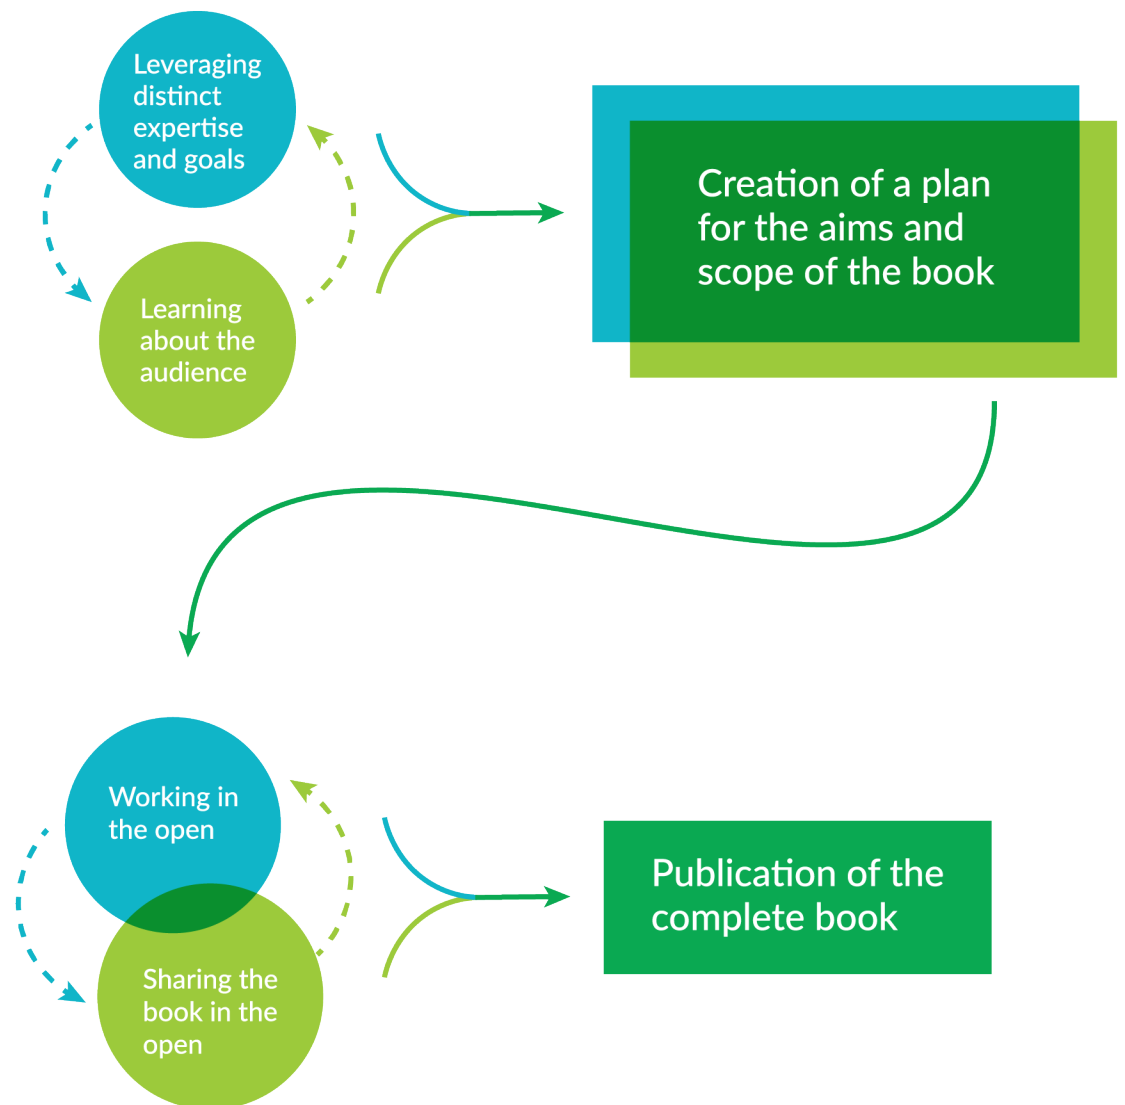 Leveraging
distinct
expertise
and goals
Learning
about the
audience
Creation of a plan
for the aims and
scope of the book
Working in
the open
Sharing the
book in the
open
Publication of the
complete book